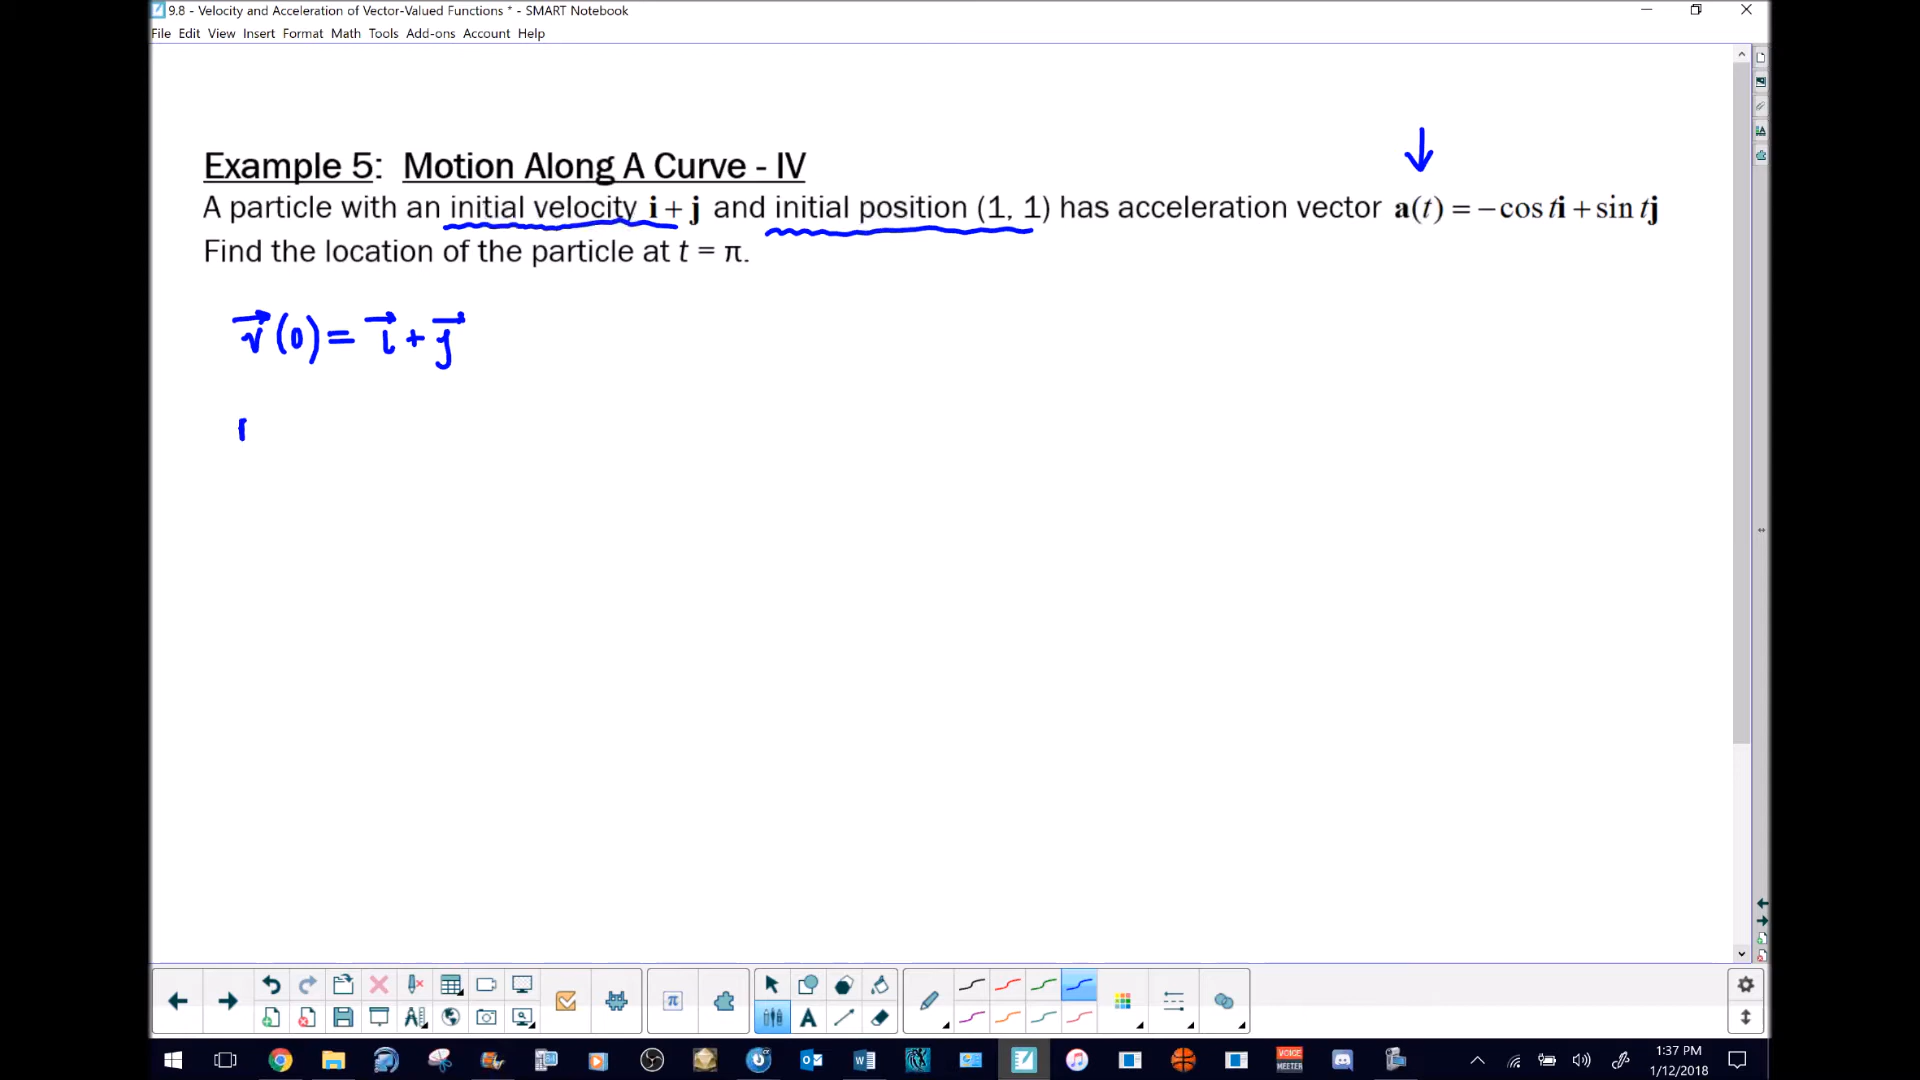 9.8 - Velocity and Acceleration of Vector-Valued Functions * - SMART Notebook
File Edit View Insert Format Math Tools Add-ons Account Help
Example 5: Motion Along A Curve - IV
A particle with an initial velocity i + j and initial position (1, 1) has acceleration vector a(t) = −cos ti + sin tj
Find the location of the particle at t = π.
v⃗(0) = i⃗ + j⃗
π
A
VOICE MEETER
1:37 PM
1/12/2018